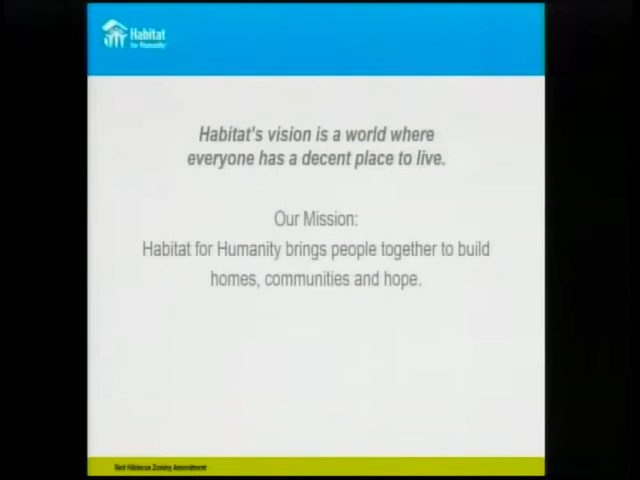 Habitat
for Humanity
Habitat's vision is a world where
everyone has a decent place to live.
Our Mission:
Habitat for Humanity brings people together to build
homes, communities and hope.
Red Hibiscus Zoning Amendment